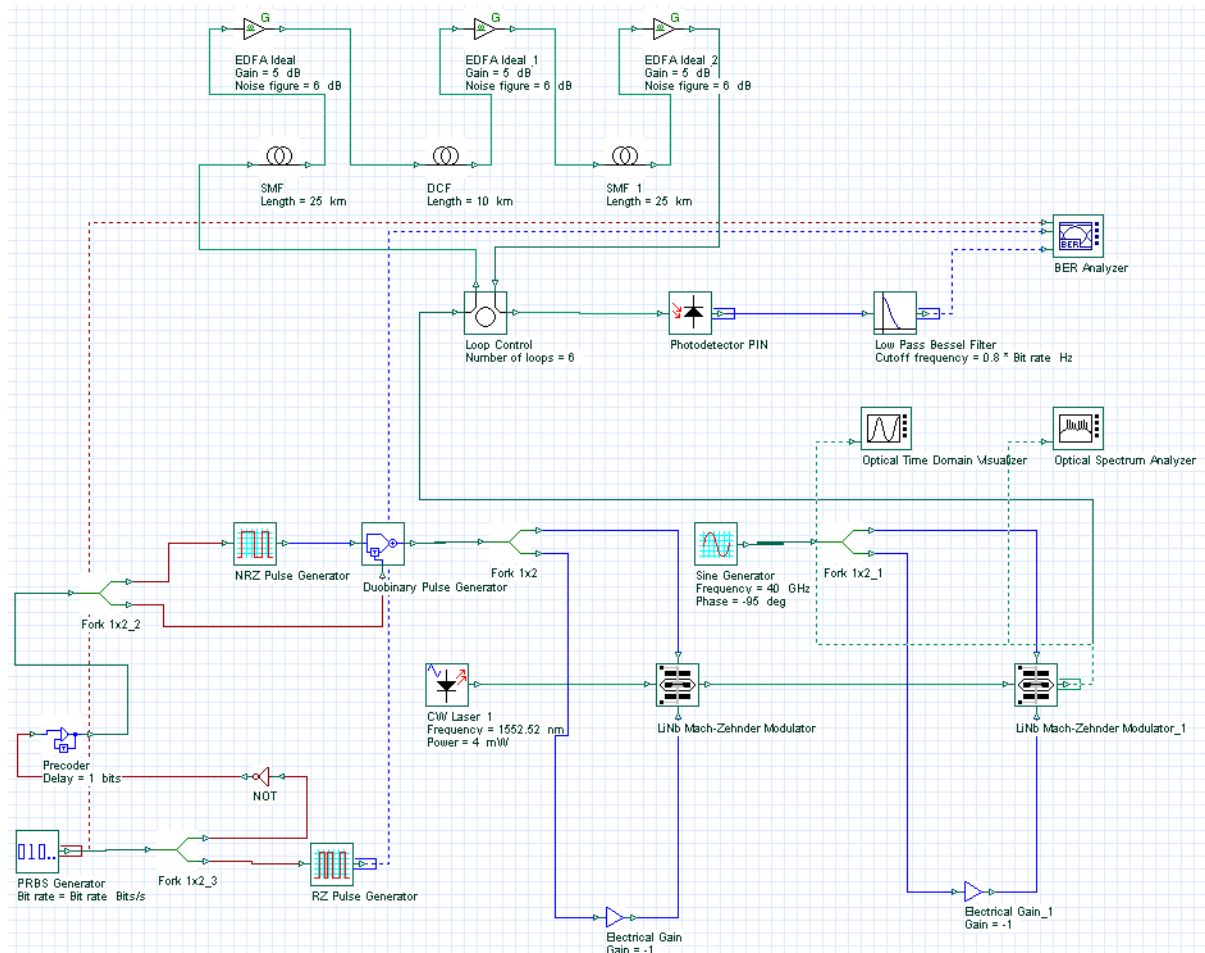 G
G
G
EDFA Ideal
Gain = 5 dB
Noise figure = 6 dB
EDFA Ideal_1
Gain = 5 dB
Noise figure = 6 dB
EDFA Ideal_2
Gain = 5 dB
Noise figure = 6 dB
SMF
Length = 25 km
DCF
Length = 10 km
SMF_1
Length = 25 km
BER
BER Analyzer
Loop Control
Number of loops = 6
Photodetector PIN
Low Pass Bessel Filter
Cutoff frequency = 0.8 * Bit rate Hz
Optical Time Domain Visualizer
Optical Spectrum Analyzer
NRZ Pulse Generator
T
Duobinary Pulse Generator
Fork 1x2
Sine Generator
Frequency = 40 GHz
Phase = -95 deg
Fork 1x2_1
Fork 1x2_2
CW Laser 1
Frequency = 1552.52 nm
Power = 4 mW
LiNb Mach-Zehnder Modulator
LiNb Mach-Zehnder Modulator_1
T
Precoder
Delay = 1 bits
NOT
010..
PRBS Generator
Bit rate = Bit rate Bits/s
Fork 1x2_3
RZ Pulse Generator
Electrical Gain
Gain = -1
Electrical Gain_1
Gain = -1